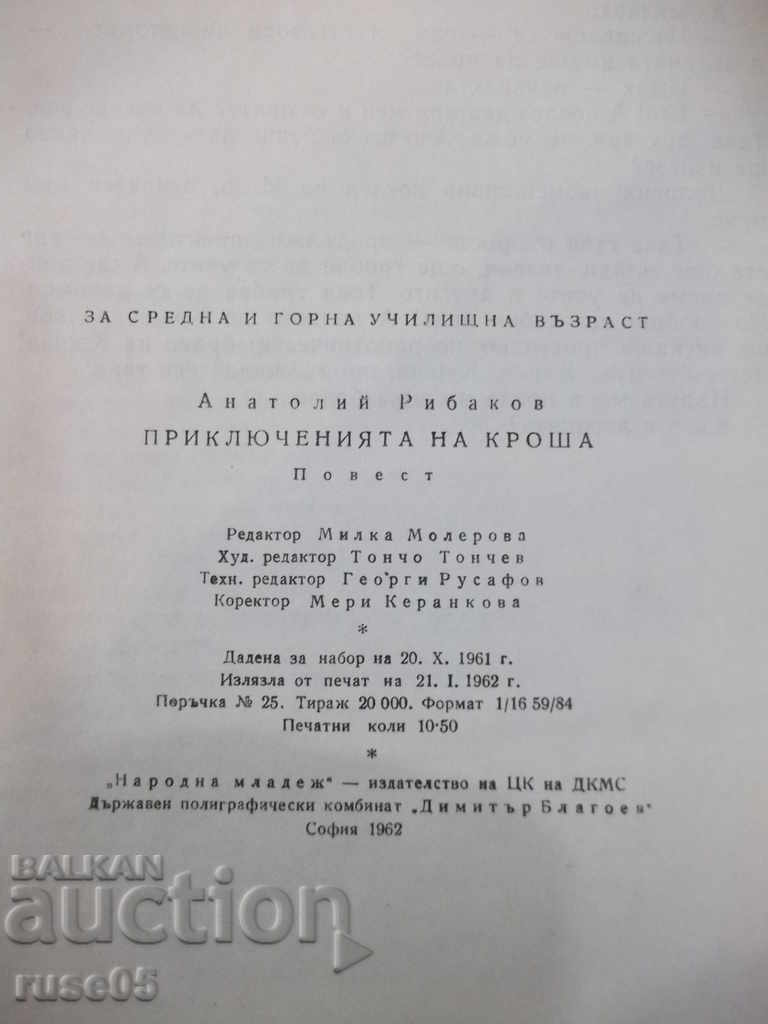 ЗА СРЕДНА И ГОРНА УЧИЛИЩНА ВЪЗРАСТ
Анатолий Рибаков
ПРИКЛЮЧЕНИЯТА НА КРОША
Повест
Редактор Милка Молерова
Худ. редактор Тончо Тончев
Техн. редактор Георги Русафов
Коректор Мери Керанкова
*
Дадена за набор на 20. X. 1961 г.
Излязла от печат на 21. I. 1962 г.
Поръчка № 25. Тираж 20 000. Формат 1/16 59/84
Печатни коли 10·50
*
„Народна младеж“ — издателство на ЦК на ДКМС
Държавен полиграфически комбинат „Димитър Благоев“
София 1962
BALKAN
auction
ruse05